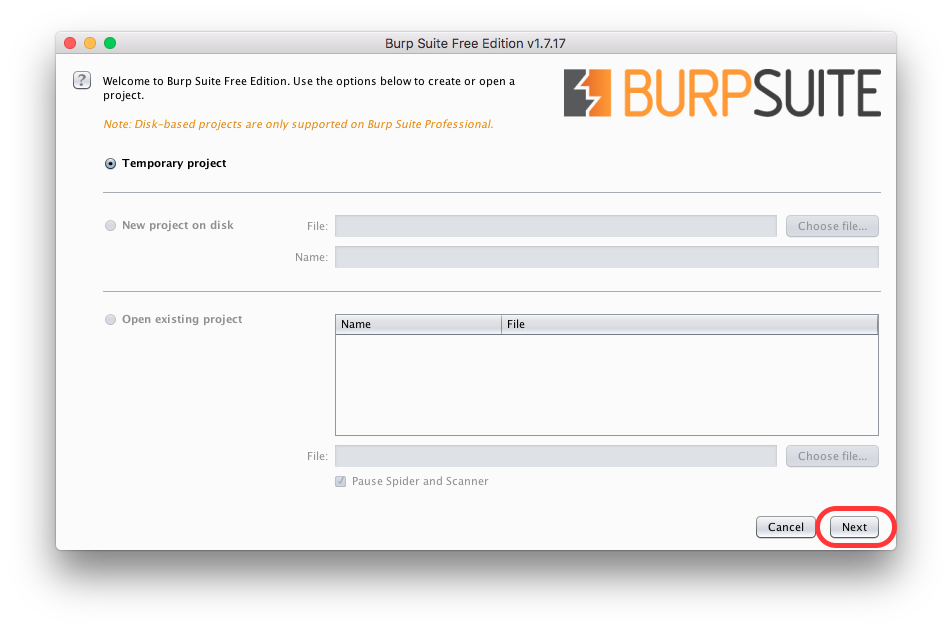 Burp Suite Free Edition v1.7.17
?
Welcome to Burp Suite Free Edition. Use the options below to create or open a
project.
BURPSUITE
Note: Disk-based projects are only supported on Burp Suite Professional.
Temporary project
New project on disk
File:
Choose file...
Name:
Open existing project
Name
File
File:
Choose file...
Pause Spider and Scanner
Cancel
Next